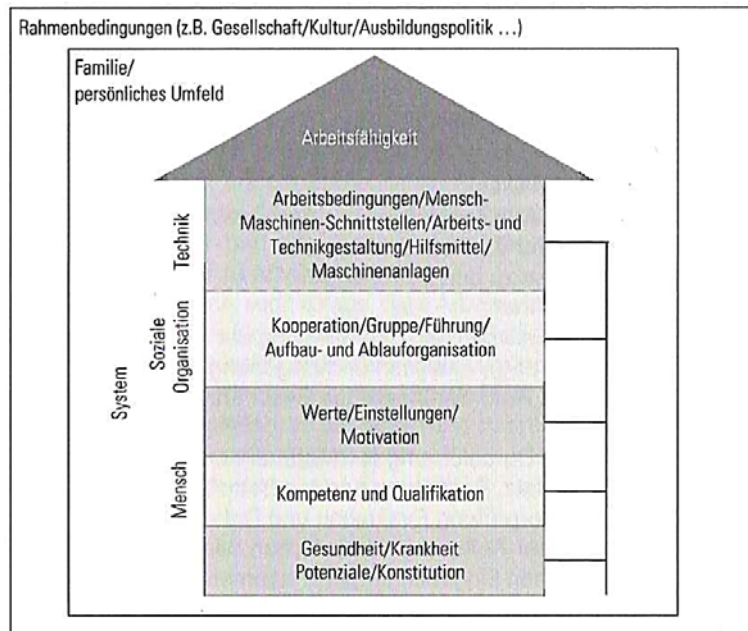 Rahmenbedingungen (z.B. Gesellschaft/Kultur/Ausbildungspolitik ...)
Familie/
persönliches Umfeld
Arbeitsfähigkeit
System
Technik
Arbeitsbedingungen/Mensch-
Maschinen-Schnittstellen/Arbeits- und
Technikgestaltung/Hilfsmittel/
Maschinenanlagen
Soziale
Organisation
Kooperation/Gruppe/Führung/
Aufbau- und Ablauforganisation
Mensch
Werte/Einstellungen/
Motivation
Kompetenz und Qualifikation
Gesundheit/Krankheit
Potenziale/Konstitution